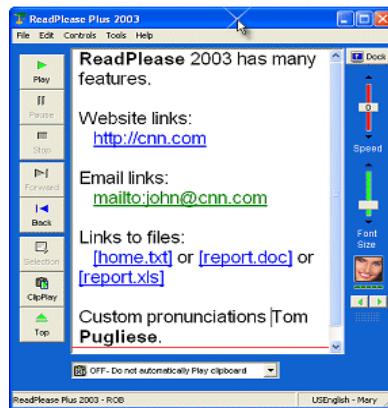 ReadPlease Plus 2003
File Edit Controls Tools Help
Play
Pause
Stop
Forward
Back
Selection
ClipPlay
Top
ReadPlease 2003 has many
features.
Website links:
http://cnn.com
Email links:
mailto:john@cnn.com
Links to files:
[home.txt] or [report.doc] or
[report.xls]
Custom pronunciations Tom
Pugliese.
Dock
Speed
Font
Size
OFF- Do not automatically Play clipboard
ReadPlease Plus 2003 - ROB
USEnglish - Mary